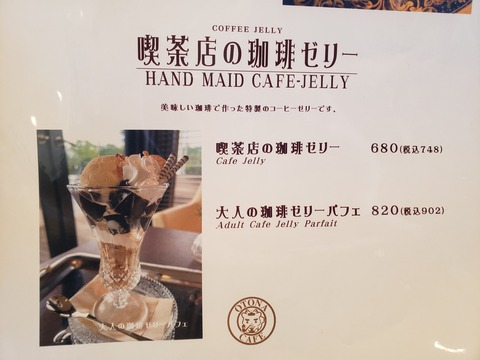 COFFEE JELLY
喫茶店の珈琲ゼリー
HAND MAID CAFE-JELLY
美味しい珈琲で作った特製のコーヒーゼリーです。
喫茶店の珈琲ゼリー 680(税込748)
Cafe Jelly
大人の珈琲ゼリーパフェ 820(税込902)
Adult Cafe Jelly Parfait
大人の珈琲ゼリーパフェ
OTONA
CAFE